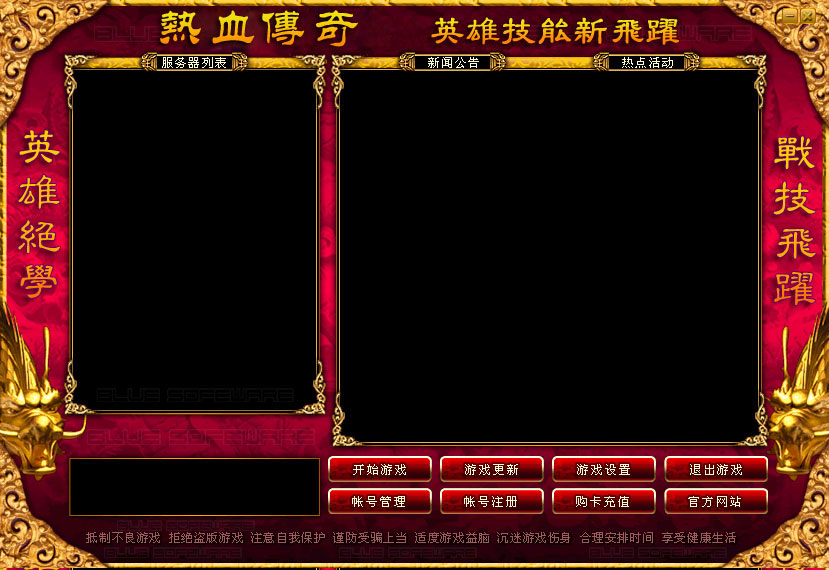 熱血傳奇
英雄技能新飛躍
服务器列表
新闻公告
热点活动
英雄絕學
戰技飛躍
BLUE SOFEWARE
BLUE SOFEWARE
开始游戏
游戏更新
游戏设置
退出游戏
帐号管理
帐号注册
购卡充值
官方网站
抵制不良游戏 拒绝盗版游戏 注意自我保护 谨防受骗上当 适度游戏益脑 沉迷游戏伤身 合理安排时间 享受健康生活